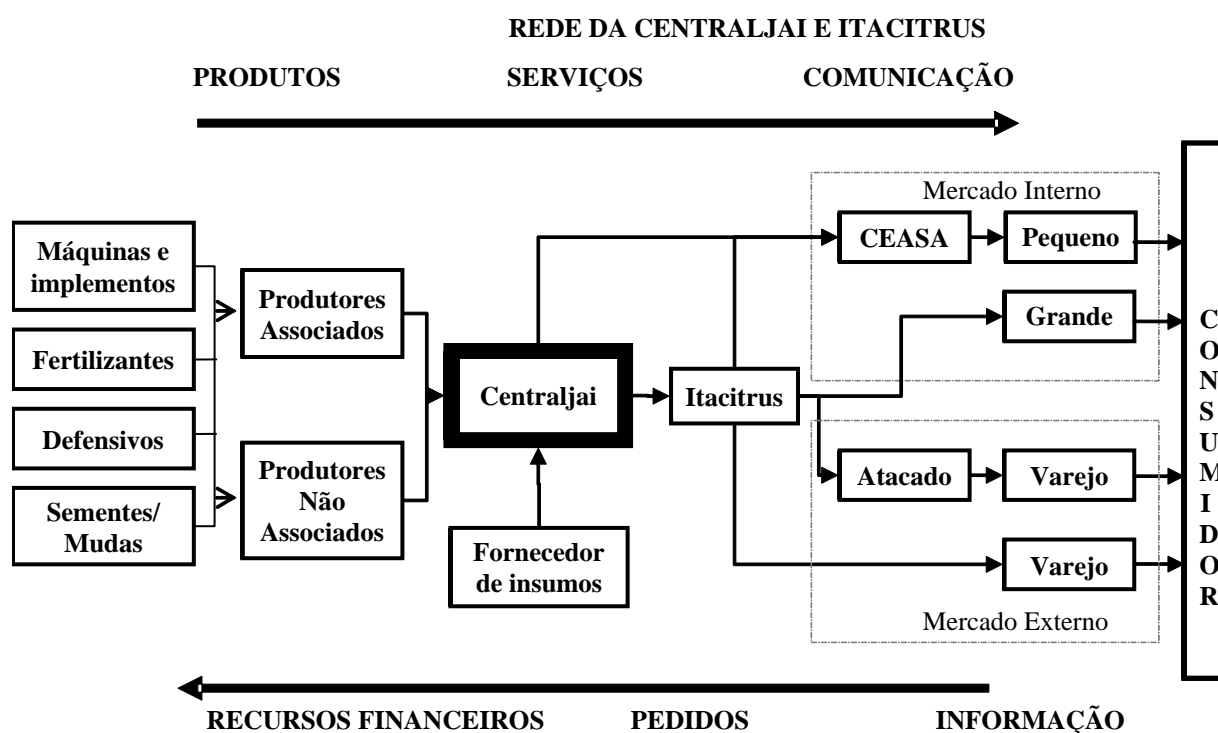 REDE DA CENTRALJAI E ITACITRUS
PRODUTOS SERVIÇOS COMUNICAÇÃO
Mercado Interno
Máquinas e
implementos
Fertilizantes
Defensivos
Sementes/
Mudas
Produtores
Associados
Produtores
Não
Associados
Centraljai
Fornecedor
de insumos
Itacitrus
CEASA
Pequeno
Grande
Atacado
Varejo
Varejo
Mercado Externo
C
O
N
S
U
M
I
D
O
R
RECURSOS FINANCEIROS PEDIDOS INFORMAÇÃO